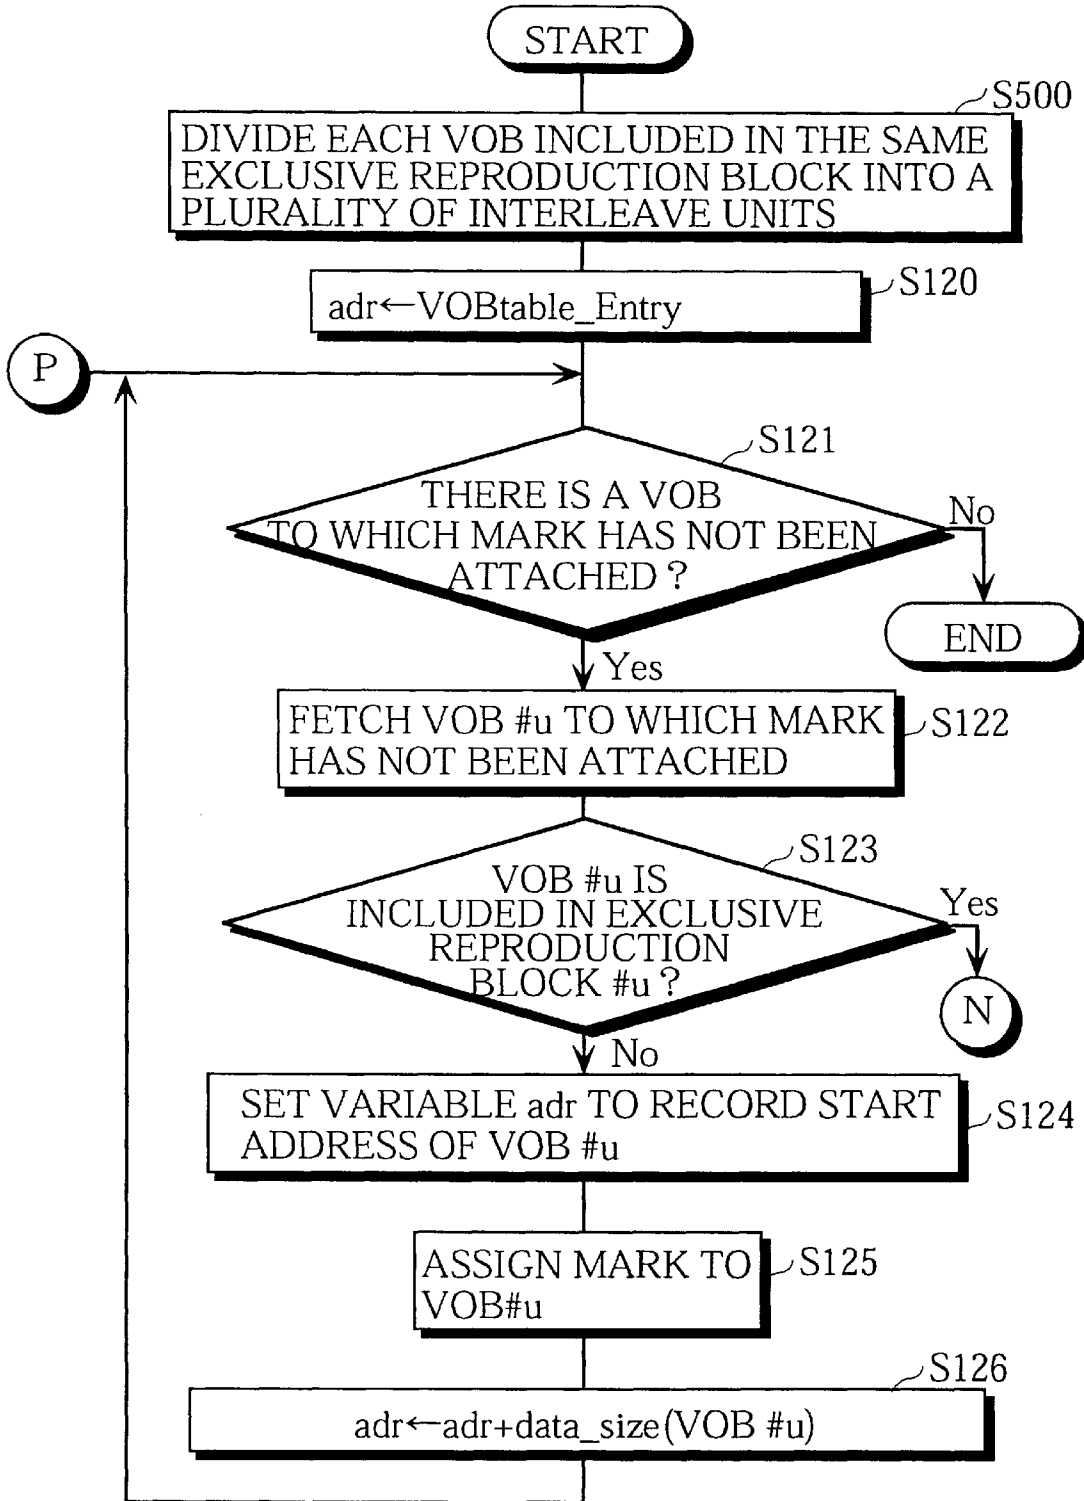 START
S500
DIVIDE EACH VOB INCLUDED IN THE SAME
EXCLUSIVE REPRODUCTION BLOCK INTO A
PLURALITY OF INTERLEAVE UNITS
S120
adr←VOBtable_Entry
P
S121
THERE IS A VOB
TO WHICH MARK HAS NOT BEEN
ATTACHED?
No
END
Yes
FETCH VOB #u TO WHICH MARK
HAS NOT BEEN ATTACHED
S122
S123
VOB #u IS
INCLUDED IN EXCLUSIVE
REPRODUCTION
BLOCK #u?
Yes
N
No
SET VARIABLE adr TO RECORD START
ADDRESS OF VOB #u
S124
ASSIGN MARK TO
VOB#u
S125
S126
adr←adr+data_size(VOB #u)